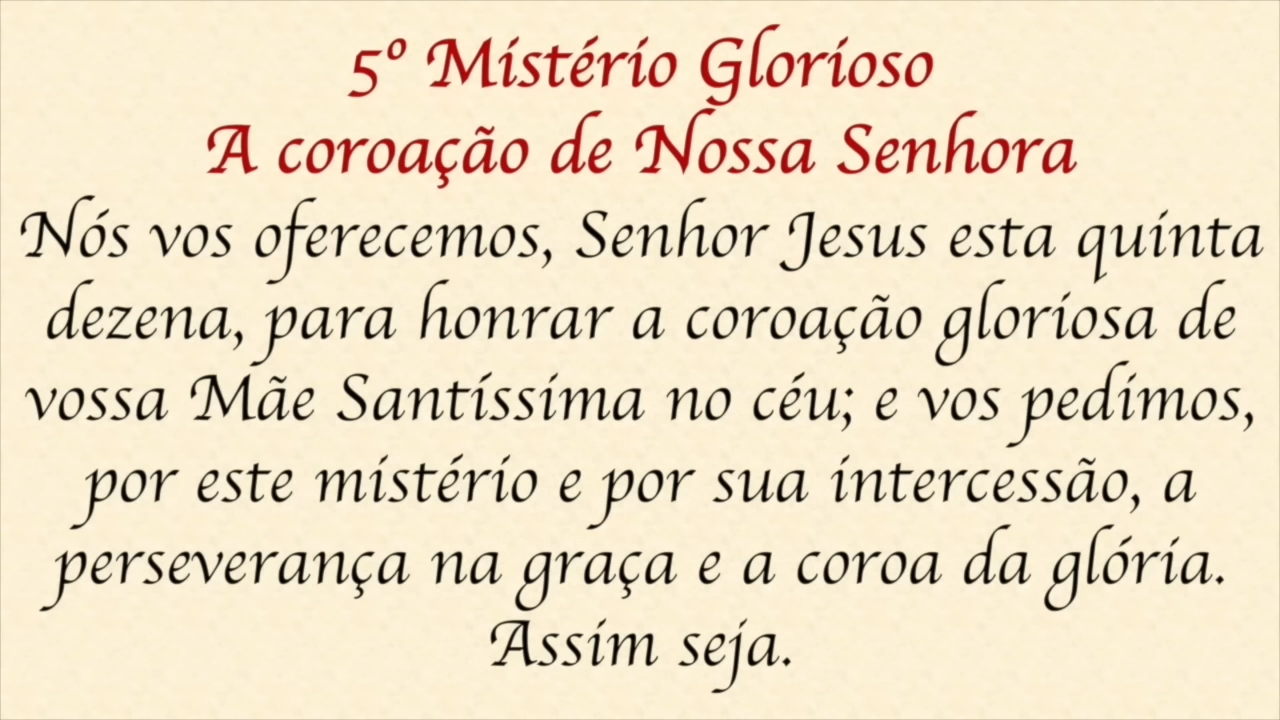 5º Mistério Glorioso
A coroação de Nossa Senhora
Nós vos oferecemos, Senhor Jesus esta quinta
dezena, para honrar a coroação gloriosa de
vossa Mãe Santíssima no céu; e vos pedimos,
por este mistério e por sua intercessão, a
perseverança na graça e a coroa da glória.
Assim seja.